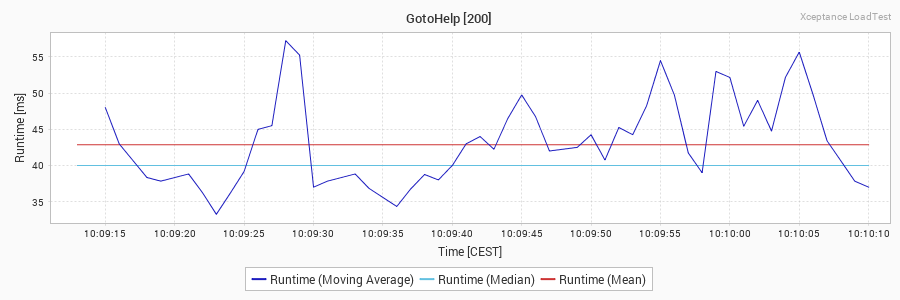 GotoHelp [200]
Xceptance LoadTest
Runtime [ms]
55
50
45
40
35
10:09:15 10:09:20 10:09:25 10:09:30 10:09:35 10:09:40 10:09:45 10:09:50 10:09:55 10:10:00 10:10:05 10:10:10
Time [CEST]
Runtime (Moving Average) Runtime (Median) Runtime (Mean)